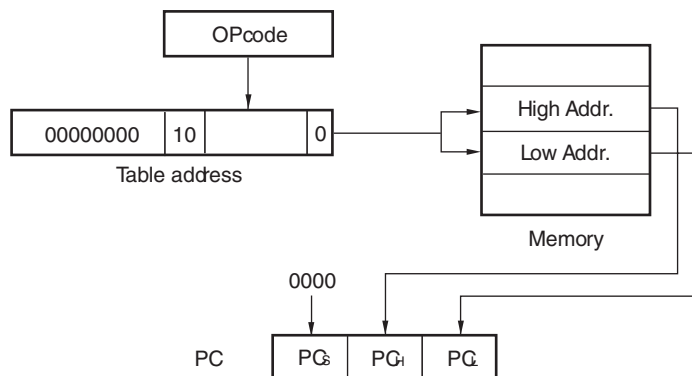 OPcode
High Addr.
00000000 10 0
Low Addr.
Table address
Memory
0000
PC PCS PCH PCL